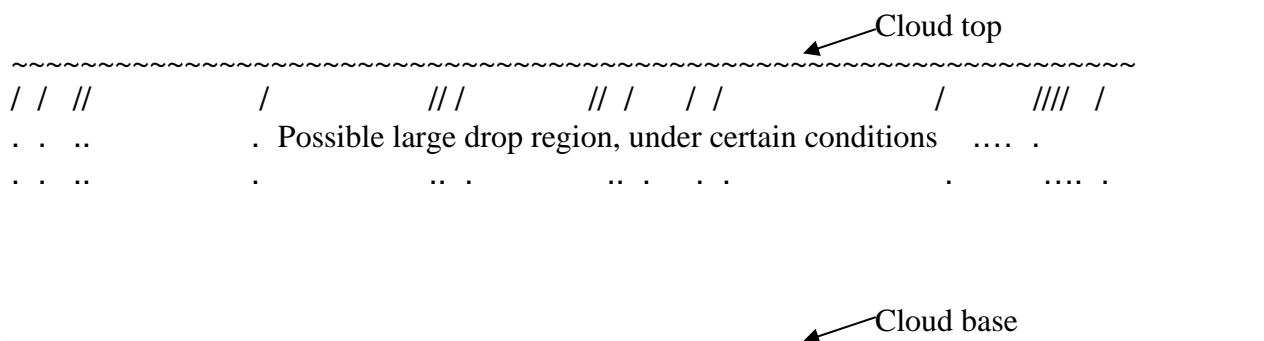 Cloud top
~~~~~~~~~~~~~~~~~~~~~~~~~~~~~~~~~~~~~~~~~~~~~~~~~~~~~~~~~~~~~~~~~
/ / // / // / // / / / / //// /
. . .. . Possible large drop region, under certain conditions .... .
. . .. . .. . .. . . . . .... .
Cloud base